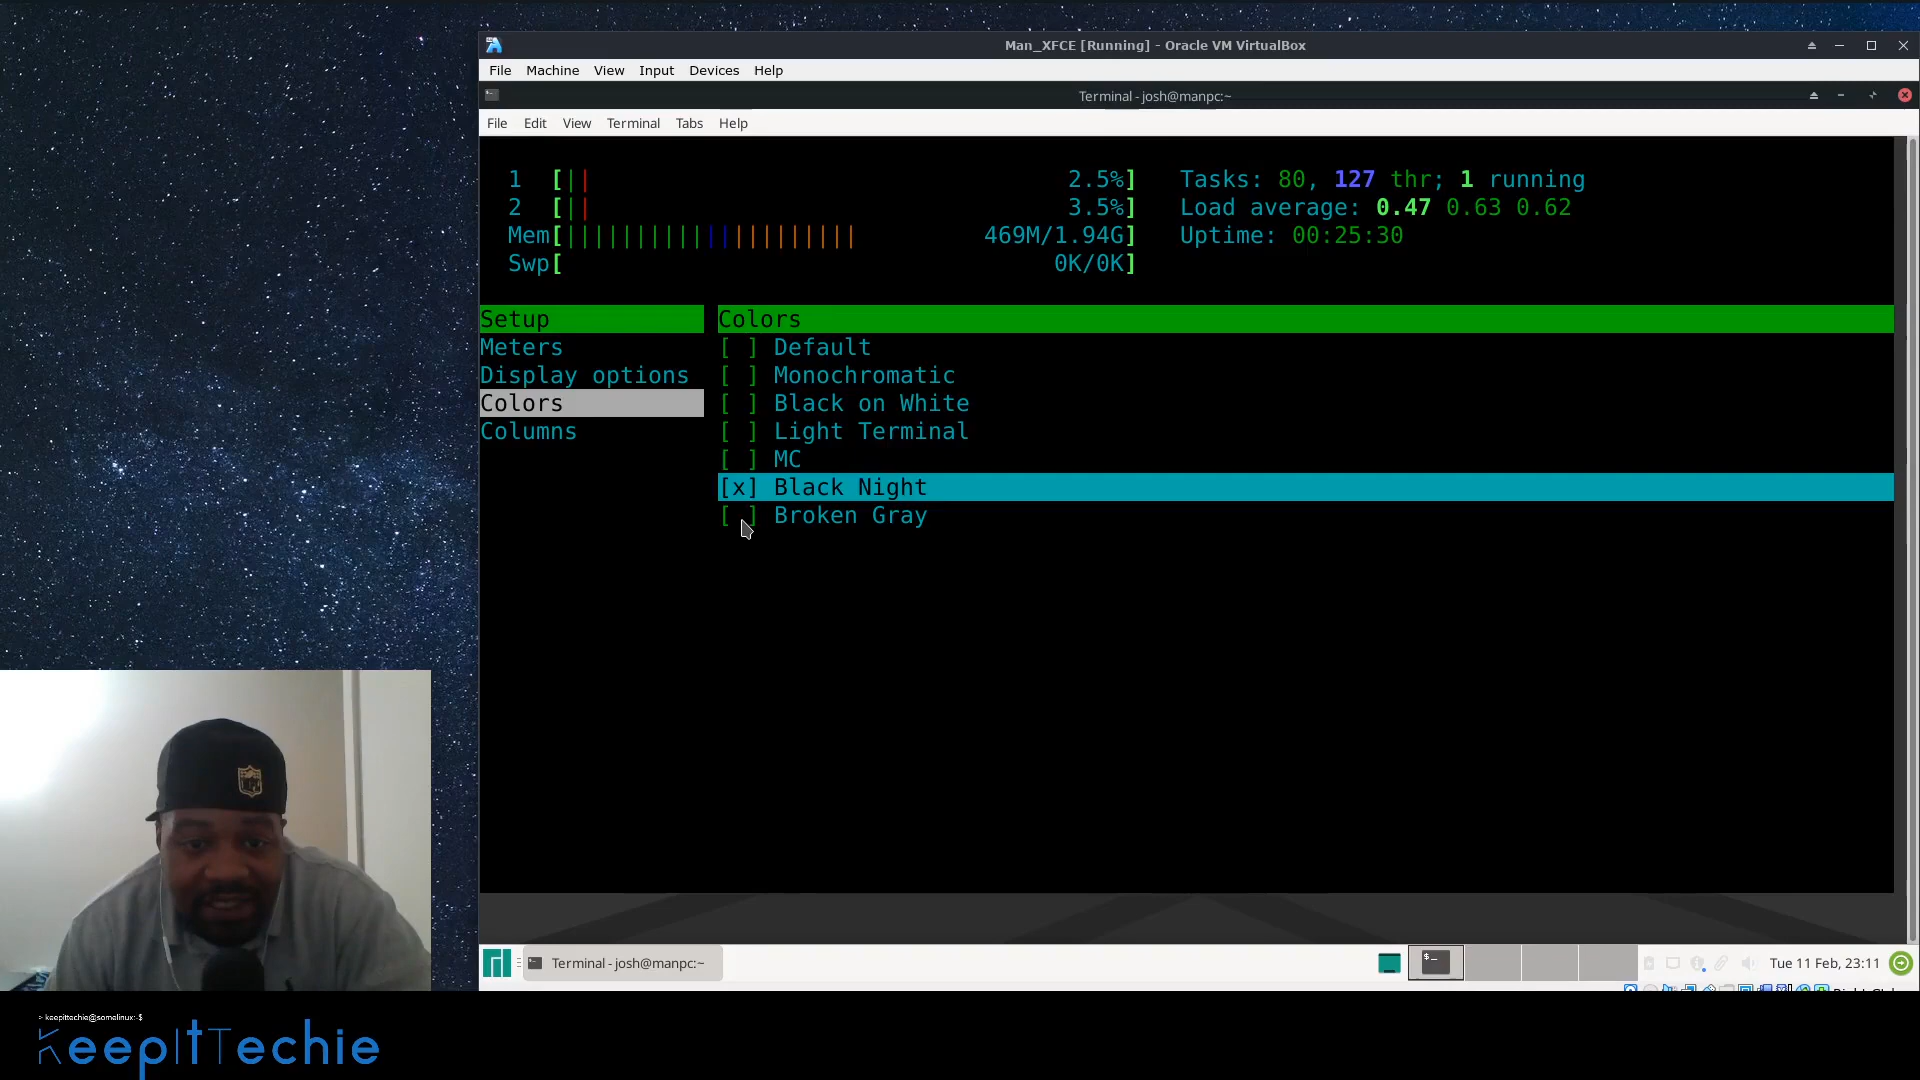 Man_XFCE [Running] - Oracle VM VirtualBox
File Machine View Input Devices Help
Terminal - josh@manpc:~
File Edit View Terminal Tabs Help
1 [|| 2.5%] Tasks: 80, 127 thr; 1 running
2 [|| 3.5%] Load average: 0.47 0.63 0.62
Mem[||||||||||||||||||||| 469M/1.94G] Uptime: 00:25:30
Swp[ 0K/0K]
Setup Colors
Meters [ ] Default
Display options [ ] Monochromatic
Colors [ ] Black on White
Columns [ ] Light Terminal
[ ] MC
[x] Black Night
[ ] Broken Gray
Terminal - josh@manpc:~ Tue 11 Feb, 23:11
> keepittechie@somelinux:-$
KeepItTechie